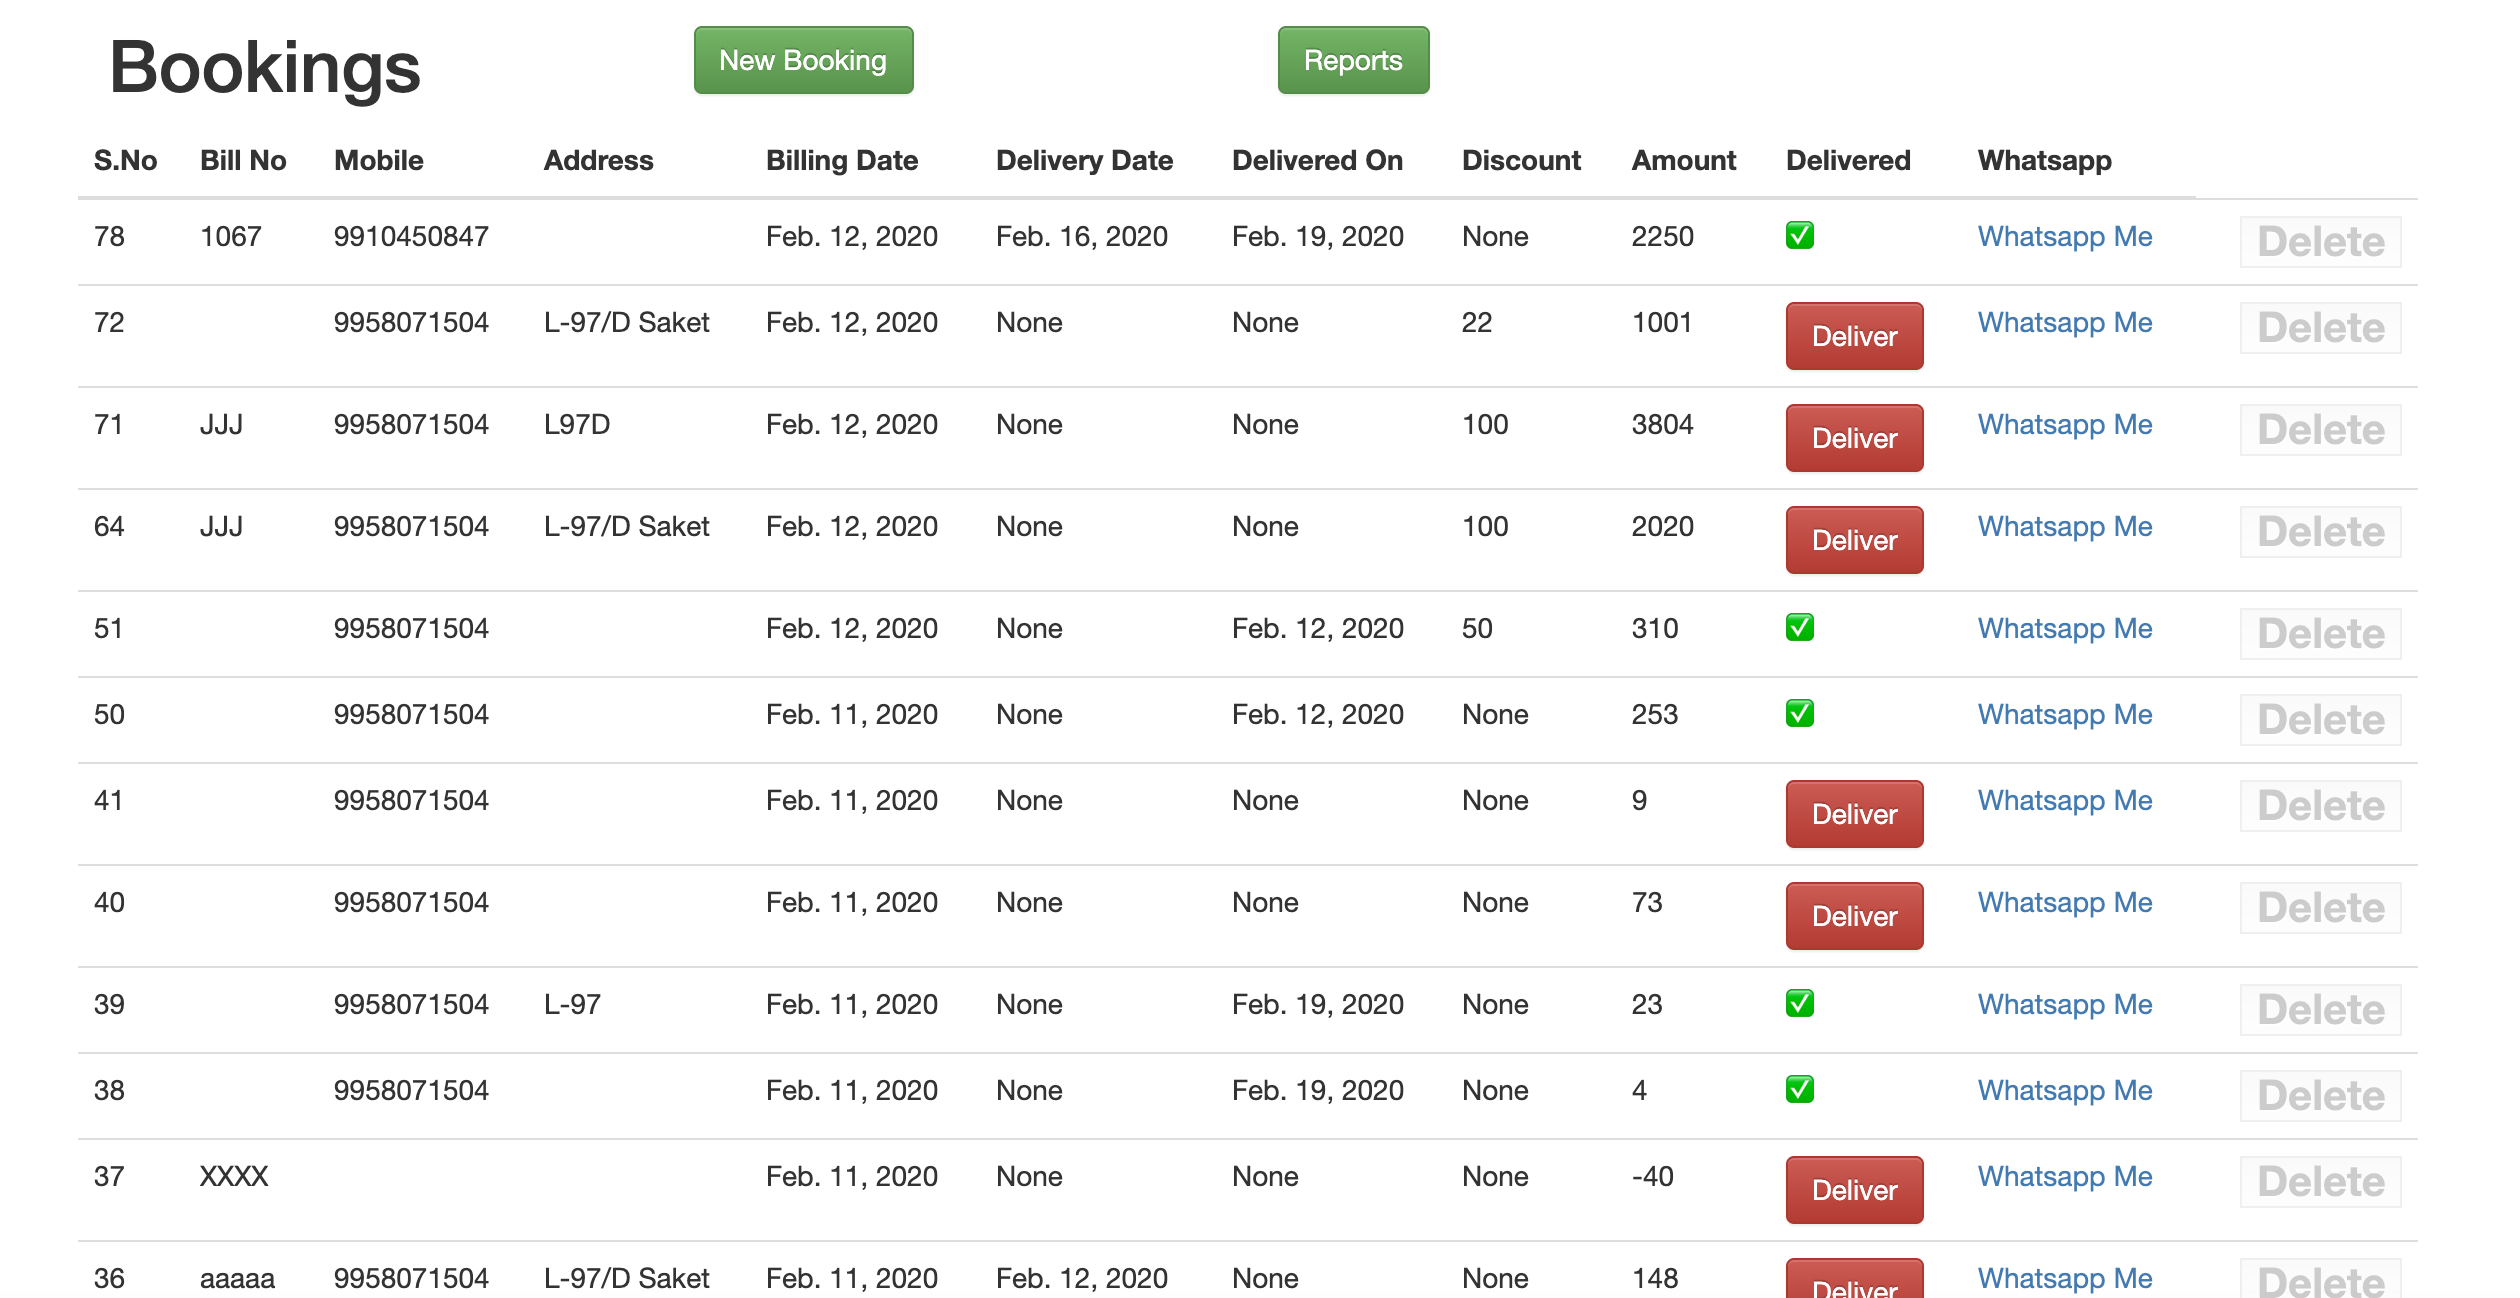 Bookings New Booking Reports
S.No Bill No Mobile Address Billing Date Delivery Date Delivered On Discount Amount Delivered Whatsapp
78 1067 9910450847 Feb. 12, 2020 Feb. 16, 2020 Feb. 19, 2020 None 2250 ✅ Whatsapp Me Delete
72 9958071504 L-97/D Saket Feb. 12, 2020 None None 22 1001 Deliver Whatsapp Me Delete
71 JJJ 9958071504 L97D Feb. 12, 2020 None None 100 3804 Deliver Whatsapp Me Delete
64 JJJ 9958071504 L-97/D Saket Feb. 12, 2020 None None 100 2020 Deliver Whatsapp Me Delete
51 9958071504 Feb. 12, 2020 None Feb. 12, 2020 50 310 ✅ Whatsapp Me Delete
50 9958071504 Feb. 11, 2020 None Feb. 12, 2020 None 253 ✅ Whatsapp Me Delete
41 9958071504 Feb. 11, 2020 None None None 9 Deliver Whatsapp Me Delete
40 9958071504 Feb. 11, 2020 None None None 73 Deliver Whatsapp Me Delete
39 9958071504 L-97 Feb. 11, 2020 None Feb. 19, 2020 None 23 ✅ Whatsapp Me Delete
38 9958071504 Feb. 11, 2020 None Feb. 19, 2020 None 4 ✅ Whatsapp Me Delete
37 XXXX Feb. 11, 2020 None None None -40 Deliver Whatsapp Me Delete
36 aaaaa 9958071504 L-97/D Saket Feb. 11, 2020 Feb. 12, 2020 None None 148 Deliver Whatsapp Me Delete